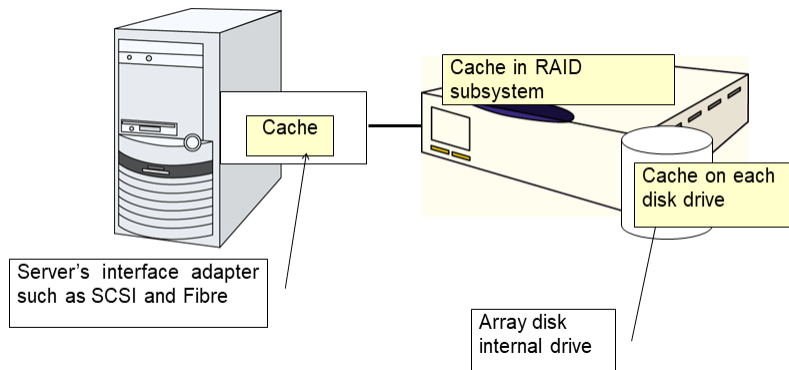 Cache in RAID
subsystem
Cache
Cache on each
disk drive
Server's interface adapter
such as SCSI and Fibre
Array disk
internal drive